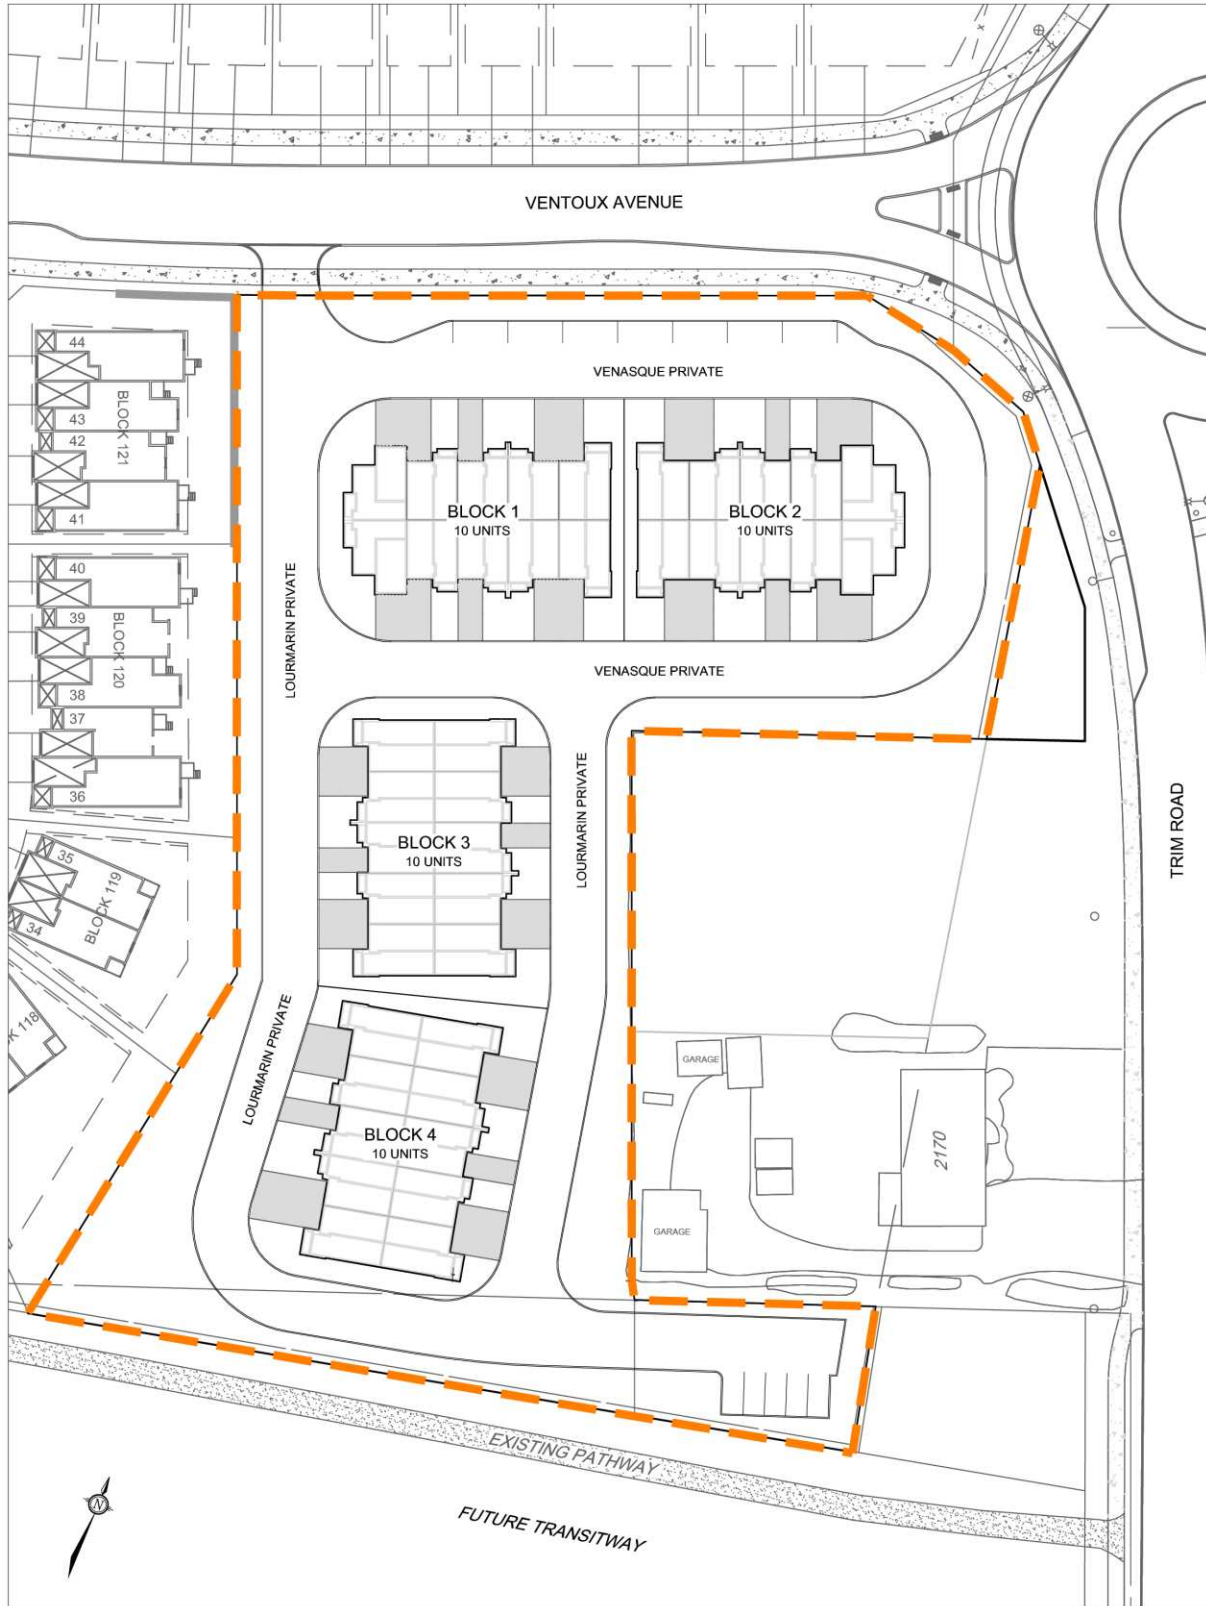 VENTOUX AVENUE
VENASQUE PRIVATE
44
BLOCK 121
43
42
41
BLOCK 1
10 UNITS
BLOCK 2
10 UNITS
LOURMARIN PRIVATE
40
39
BLOCK 120
38
37
36
VENASQUE PRIVATE
BLOCK 3
10 UNITS
LOURMARIN PRIVATE
TRIM ROAD
35
BLOCK 119
34
118
LOURMARIN PRIVATE
GARAGE
BLOCK 4
10 UNITS
2170
GARAGE
EXISTING PATHWAY
N
FUTURE TRANSITWAY